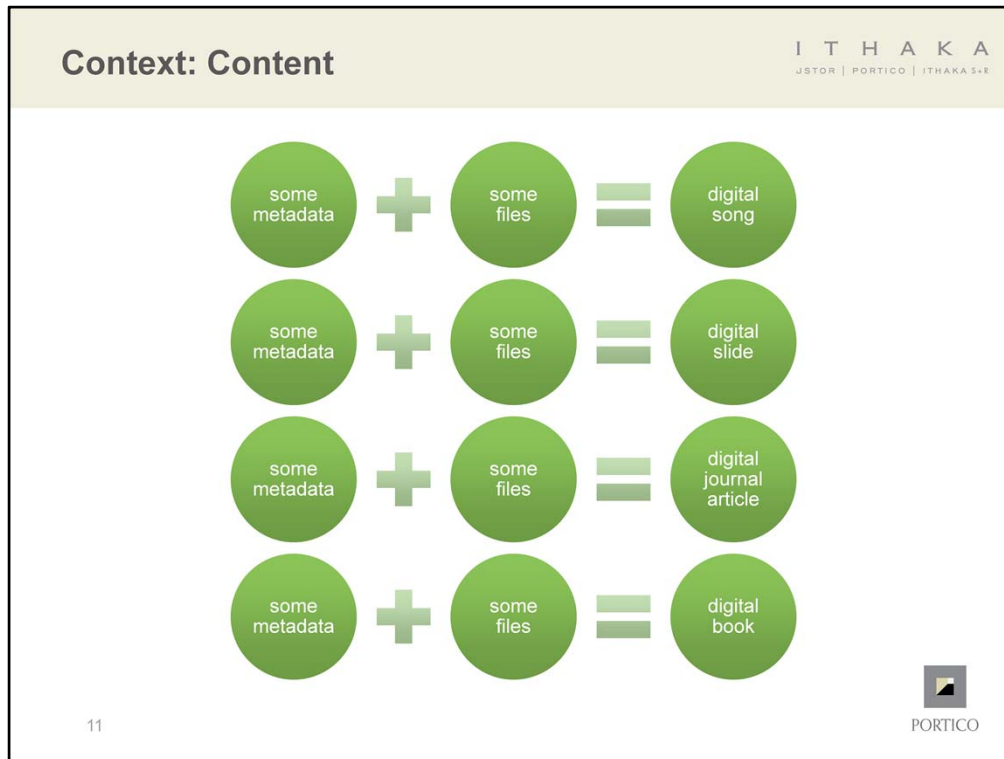 Context: Content
I T H A K A
JSTOR | PORTICO | ITHAKA S+R
some
metadata
some
files
digital
song
some
metadata
some
files
digital
slide
some
metadata
some
files
digital
journal
article
some
metadata
some
files
digital
book
11
PORTICO